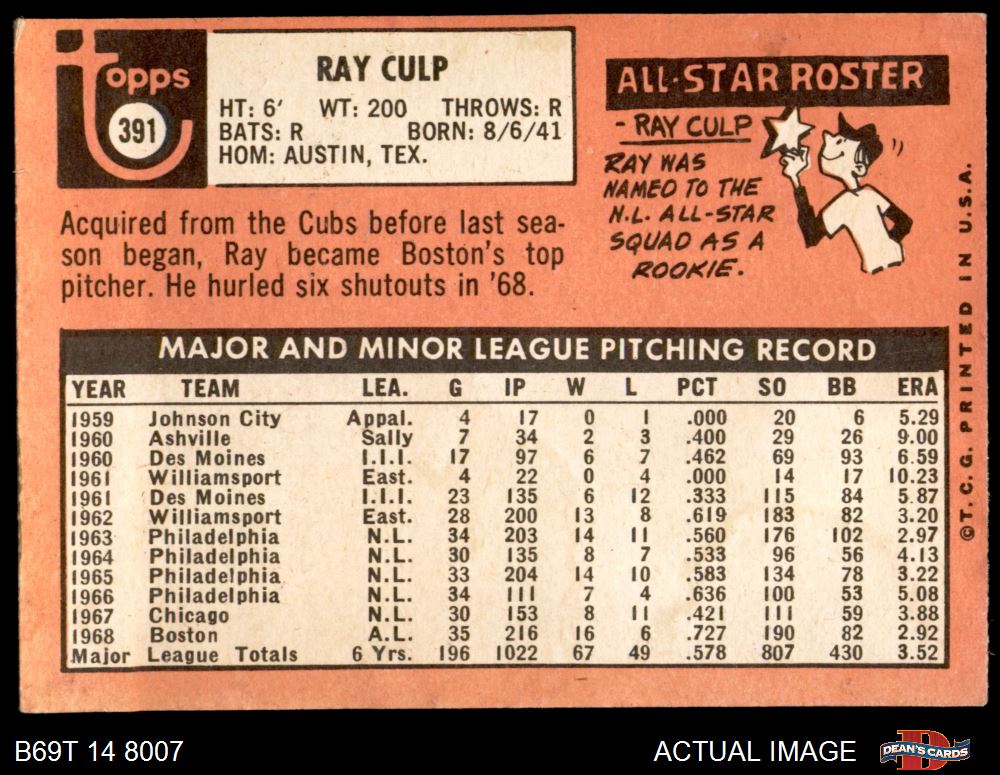 Topps
391
RAY CULP
HT: 6' WT: 200 THROWS: R
BATS: R BORN: 8/6/41
HOM: AUSTIN, TEX.
ALL-STAR ROSTER
- RAY CULP
RAY WAS
NAMED TO THE
N.L. ALL-STAR
SQUAD AS A
ROOKIE.
Acquired from the Cubs before last sea-
son began, Ray became Boston's top
pitcher. He hurled six shutouts in '68.
MAJOR AND MINOR LEAGUE PITCHING RECORD
YEAR TEAM LEA. G IP W L PCT SO BB ERA
1959 Johnson City Appal. 4 17 0 1 .000 20 6 5.29
1960 Ashville Sally 7 34 2 3 .400 29 26 9.00
1960 Des Moines I.I.I. 17 97 6 7 .462 69 93 6.59
1961 Williamsport East. 4 22 0 4 .000 14 17 10.23
1961 Des Moines I.I.I. 23 135 6 12 .333 115 84 5.87
1962 Williamsport East. 28 200 13 8 .619 183 82 3.20
1963 Philadelphia N.L. 34 203 14 11 .560 176 102 2.97
1964 Philadelphia N.L. 30 135 8 7 .533 96 56 4.13
1965 Philadelphia N.L. 33 204 14 10 .583 134 78 3.22
1966 Philadelphia N.L. 34 111 7 4 .636 100 53 5.08
1967 Chicago N.L. 30 153 8 11 .421 111 59 3.88
1968 Boston A.L. 35 216 16 6 .727 190 82 2.92
Major League Totals 6 Yrs. 196 1022 67 49 .578 807 430 3.52
©T.C.G. PRINTED IN U.S.A.
B69T 14 8007
ACTUAL IMAGE
DEAN'S CARDS